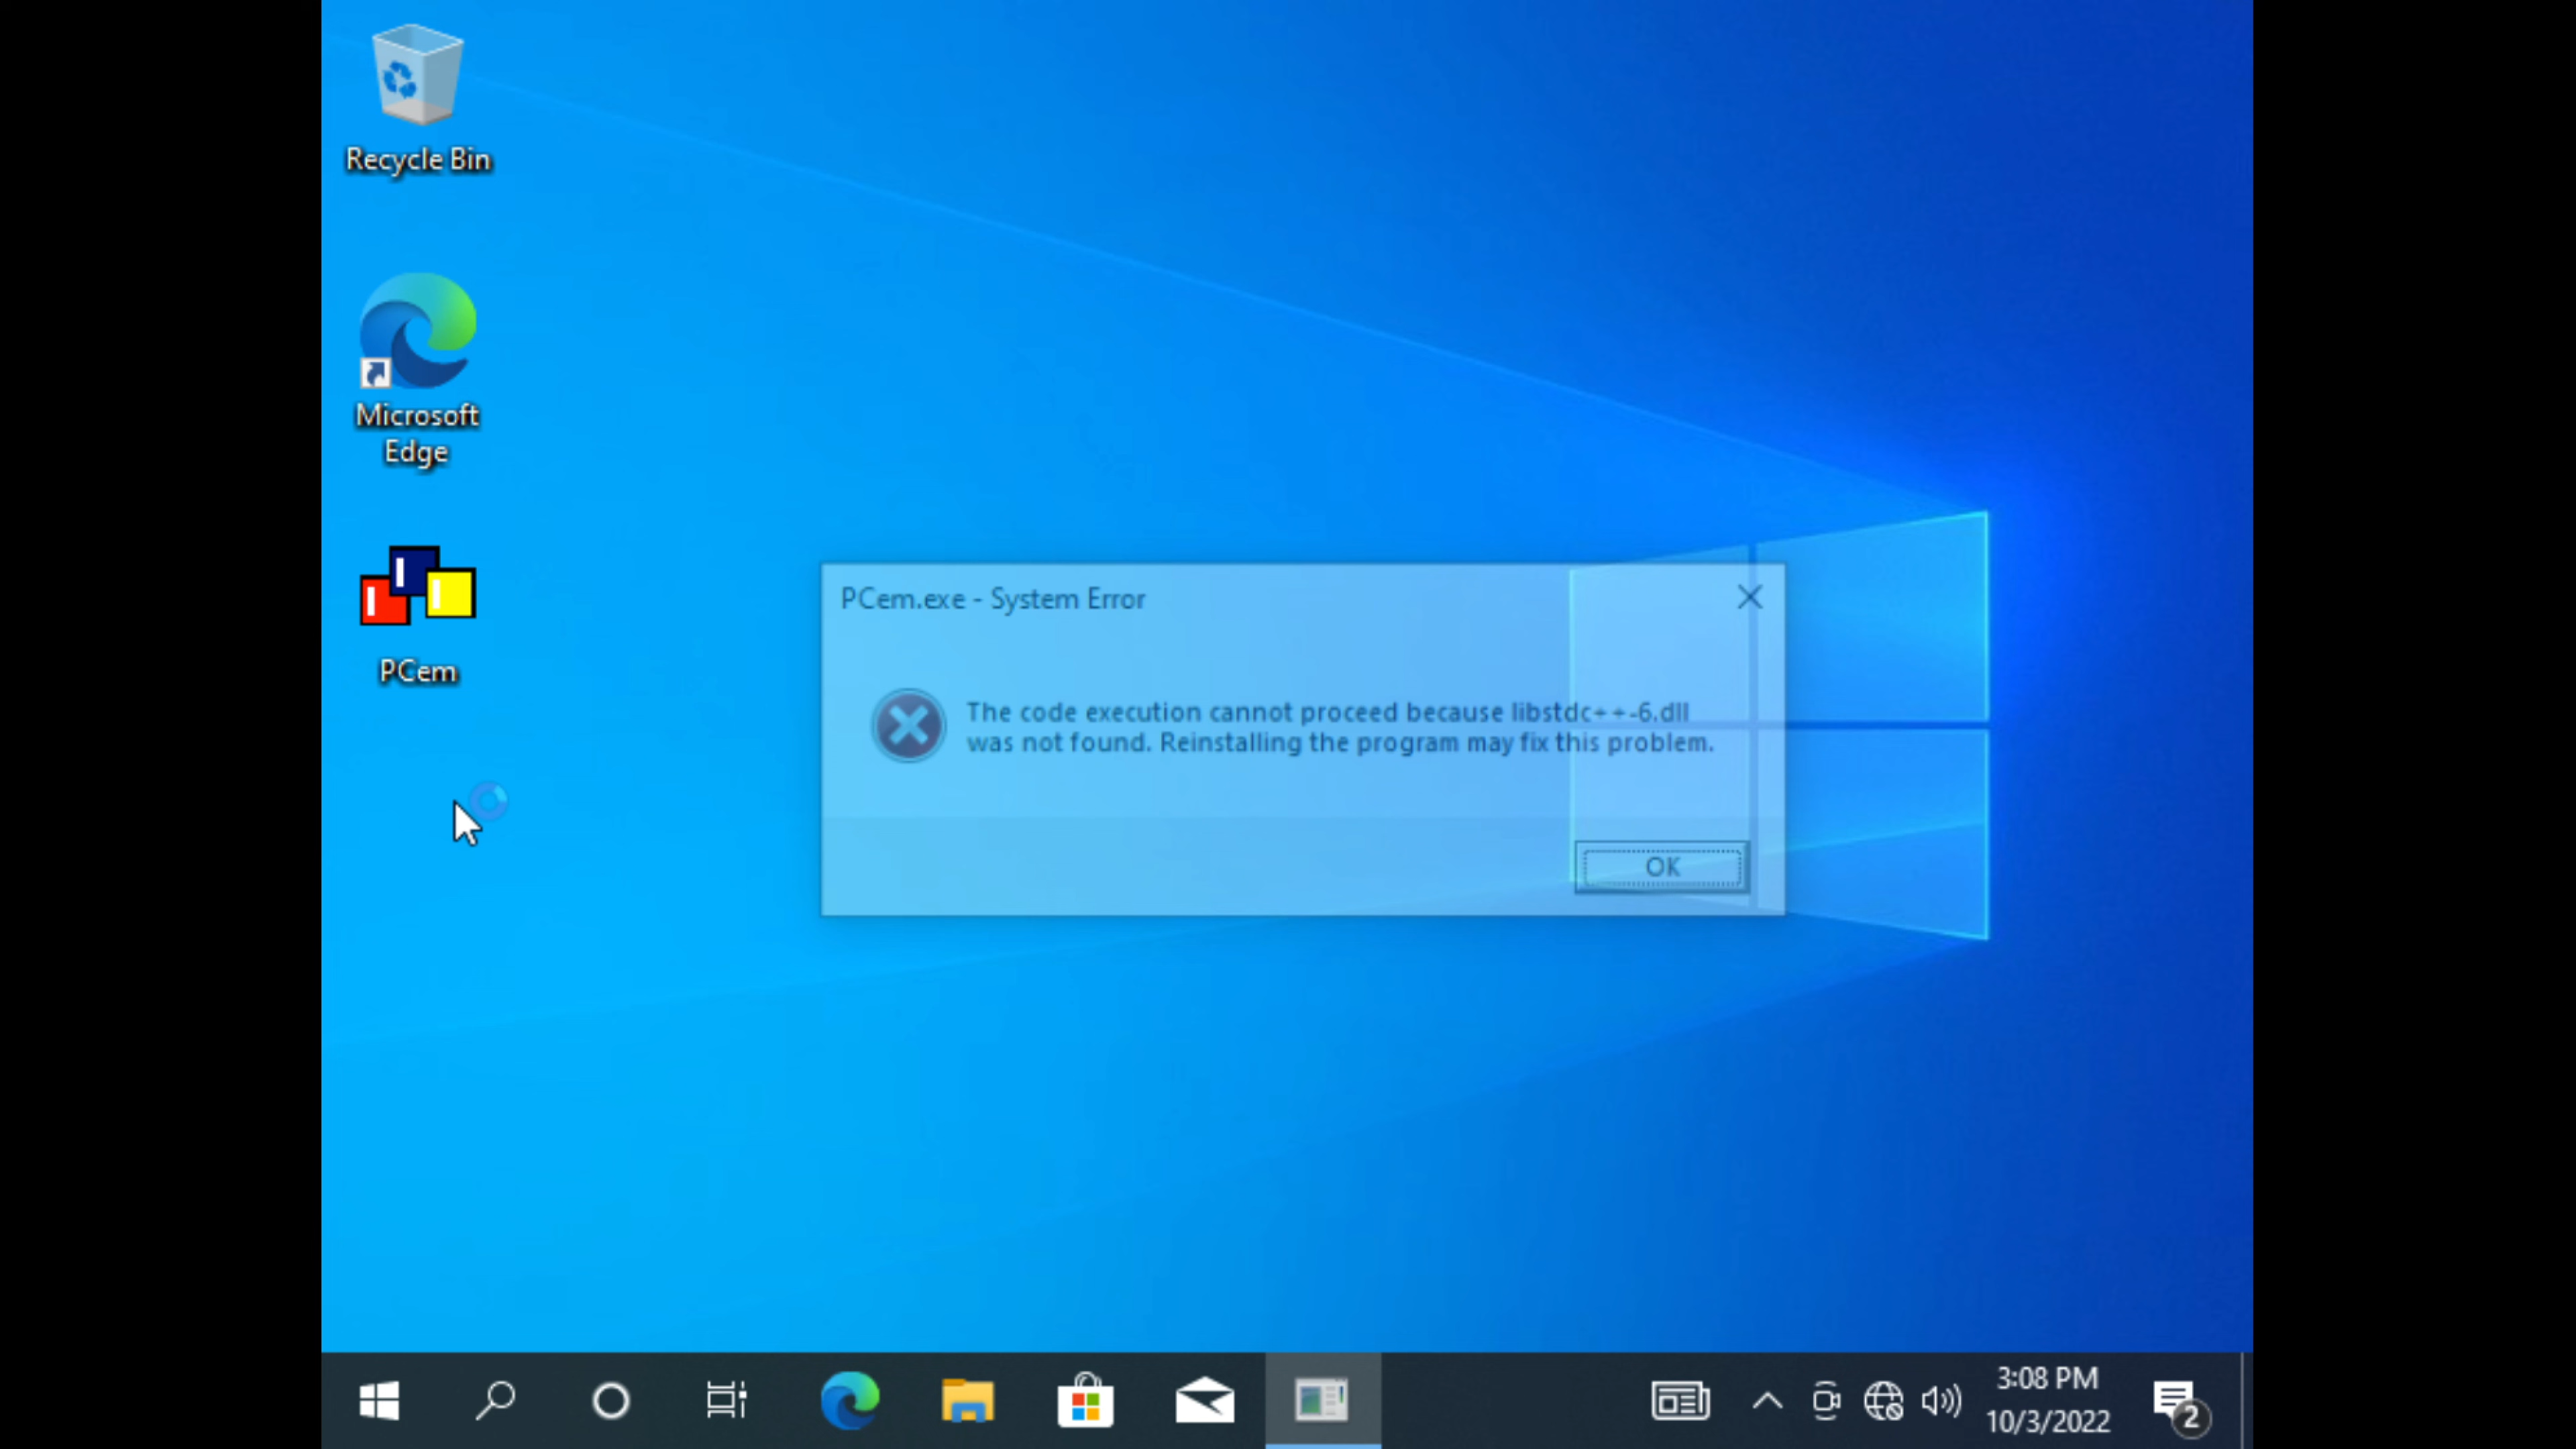 Recycle Bin
Microsoft
Edge
PCem
PCem.exe - System Error
The code execution cannot proceed because libstdc++-6.dll
was not found. Reinstalling the program may fix this problem.
OK
3:08 PM
10/3/2022
2